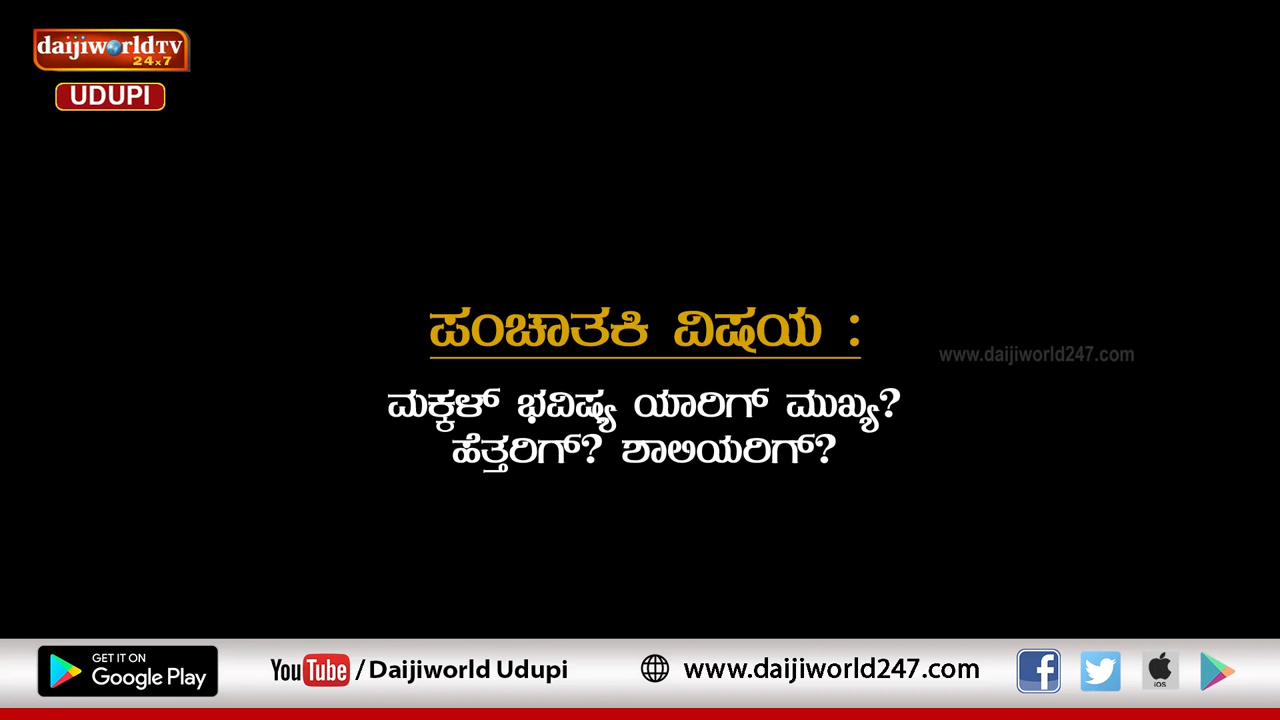 daijiworldTV
24x7
UDUPI
ಪಂಚಾತಕಿ ವಿಷಯ :
www.daijiworld247.com
ಮಕ್ಕಳ್ ಭವಿಷ್ಯ ಯಾರಿಗ್ ಮುಖ್ಯ?
ಹೆತ್ತರಿಗ್? ಶಾಲಿಯರಿಗ್?
GET IT ON
Google Play
YouTube /Daijiworld Udupi
www.daijiworld247.com
iOS